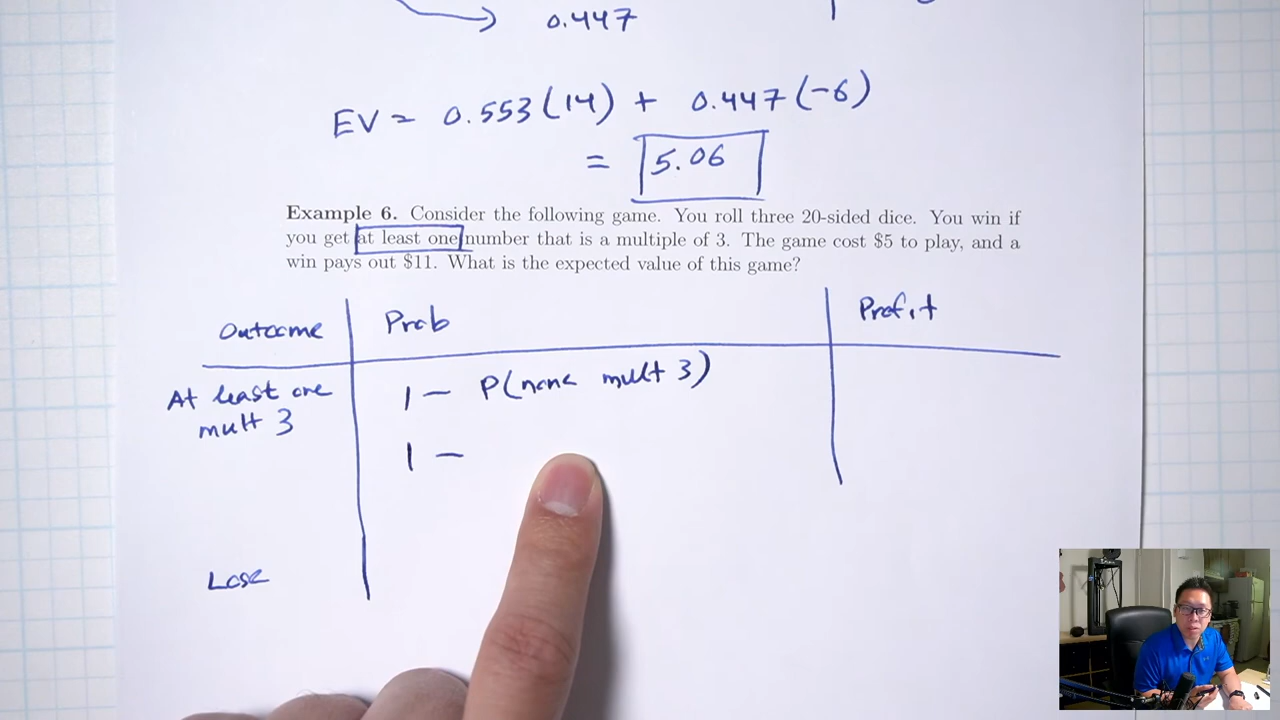 0.447
EV = 0.553(14) + 0.447(-6)
= 5.06
Example 6. Consider the following game. You roll three 20-sided dice. You win if
you get at least one number that is a multiple of 3. The game cost $5 to play, and a
win pays out $11. What is the expected value of this game?
Outcome Prob Profit
At least one 1 - P(none mult 3)
mult 3
1 -
Lose